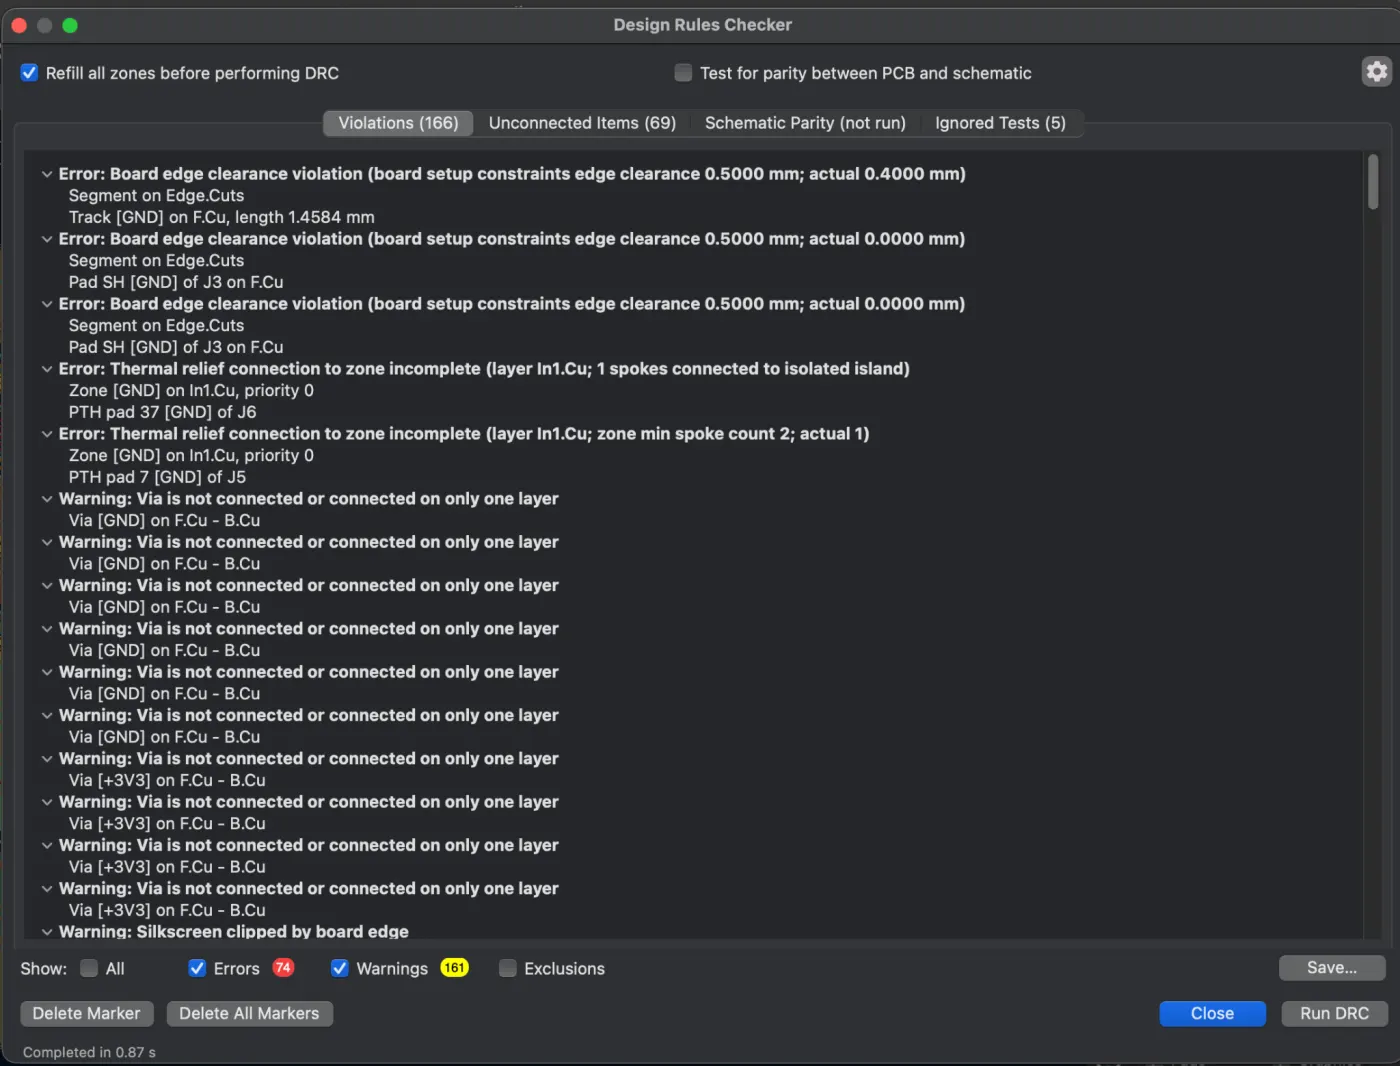 Design Rules Checker
Refill all zones before performing DRC
Test for parity between PCB and schematic
Violations (166)
Unconnected Items (69)
Schematic Parity (not run)
Ignored Tests (5)
Error: Board edge clearance violation (board setup constraints edge clearance 0.5000 mm; actual 0.4000 mm)
Segment on Edge.Cuts
Track [GND] on F.Cu, length 1.4584 mm
Error: Board edge clearance violation (board setup constraints edge clearance 0.5000 mm; actual 0.0000 mm)
Segment on Edge.Cuts
Pad SH [GND] of J3 on F.Cu
Error: Board edge clearance violation (board setup constraints edge clearance 0.5000 mm; actual 0.0000 mm)
Segment on Edge.Cuts
Pad SH [GND] of J3 on F.Cu
Error: Thermal relief connection to zone incomplete (layer In1.Cu; 1 spokes connected to isolated island)
Zone [GND] on In1.Cu, priority 0
PTH pad 37 [GND] of J6
Error: Thermal relief connection to zone incomplete (layer In1.Cu; zone min spoke count 2; actual 1)
Zone [GND] on In1.Cu, priority 0
PTH pad 7 [GND] of J5
Warning: Via is not connected or connected on only one layer
Via [GND] on F.Cu - B.Cu
Warning: Via is not connected or connected on only one layer
Via [GND] on F.Cu - B.Cu
Warning: Via is not connected or connected on only one layer
Via [GND] on F.Cu - B.Cu
Warning: Via is not connected or connected on only one layer
Via [GND] on F.Cu - B.Cu
Warning: Via is not connected or connected on only one layer
Via [GND] on F.Cu - B.Cu
Warning: Via is not connected or connected on only one layer
Via [GND] on F.Cu - B.Cu
Warning: Via is not connected or connected on only one layer
Via [+3V3] on F.Cu - B.Cu
Warning: Via is not connected or connected on only one layer
Via [+3V3] on F.Cu - B.Cu
Warning: Via is not connected or connected on only one layer
Via [+3V3] on F.Cu - B.Cu
Warning: Via is not connected or connected on only one layer
Via [+3V3] on F.Cu - B.Cu
Warning: Silkscreen clipped by board edge
Show:
All
Errors 74
Warnings 161
Exclusions
Save...
Delete Marker
Delete All Markers
Close
Run DRC
Completed in 0.87 s